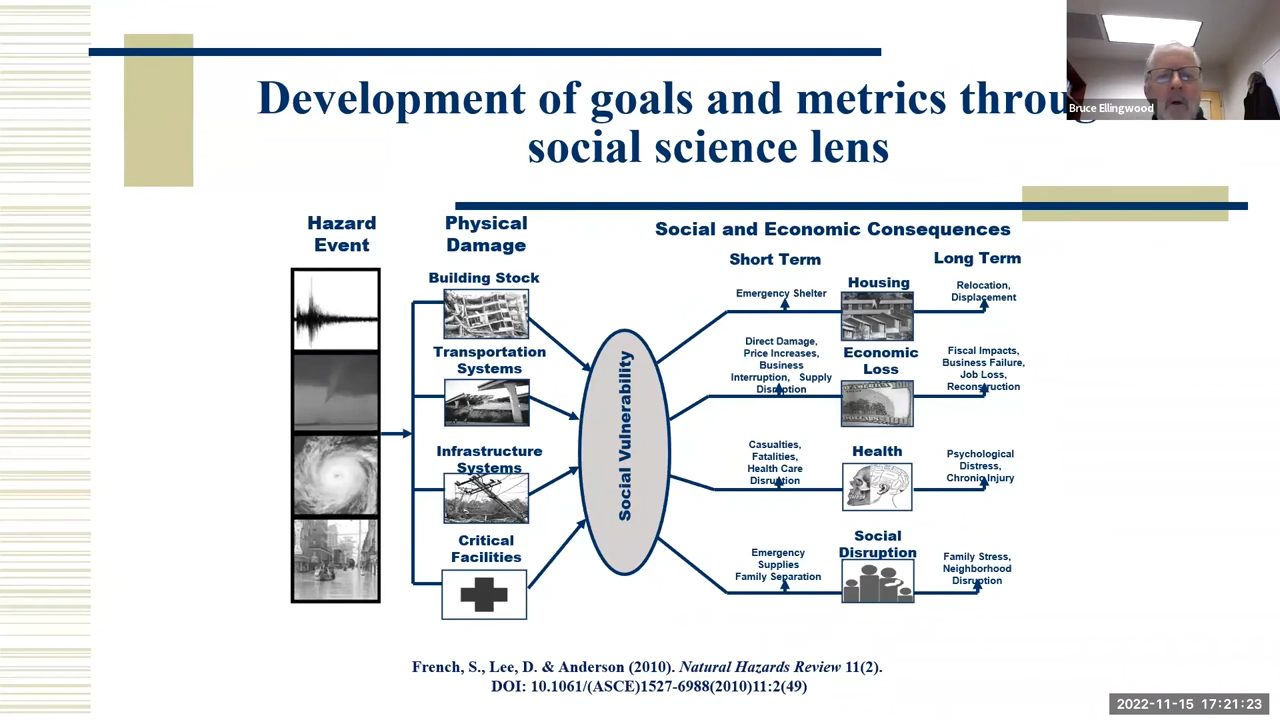 Development of goals and metrics
social science lens
Bruce Ellingwood
Hazard
Event
Physical
Damage
Social and Economic Consequences
Short Term
Long Term
Building Stock
Transportation
Systems
Infrastructure
Systems
Critical
Facilities
Social Vulnerability
Emergency Shelter
Housing
Relocation,
Displacement
Direct Damage,
Price Increases,
Business
Interruption, Supply
Disruption
Economic
Loss
Fiscal Impacts,
Business Failure,
Job Loss,
Reconstruction
Casualties,
Fatalities,
Health Care
Disruption
Health
Psychological
Distress,
Chronic Injury
Emergency
Supplies
Family Separation
Social
Disruption
Family Stress,
Neighborhood
Disruption
French, S., Lee, D. & Anderson (2010). Natural Hazards Review 11(2).
DOI: 10.1061/(ASCE)1527-6988(2010)11:2(49)
2022-11-15 17:21:23